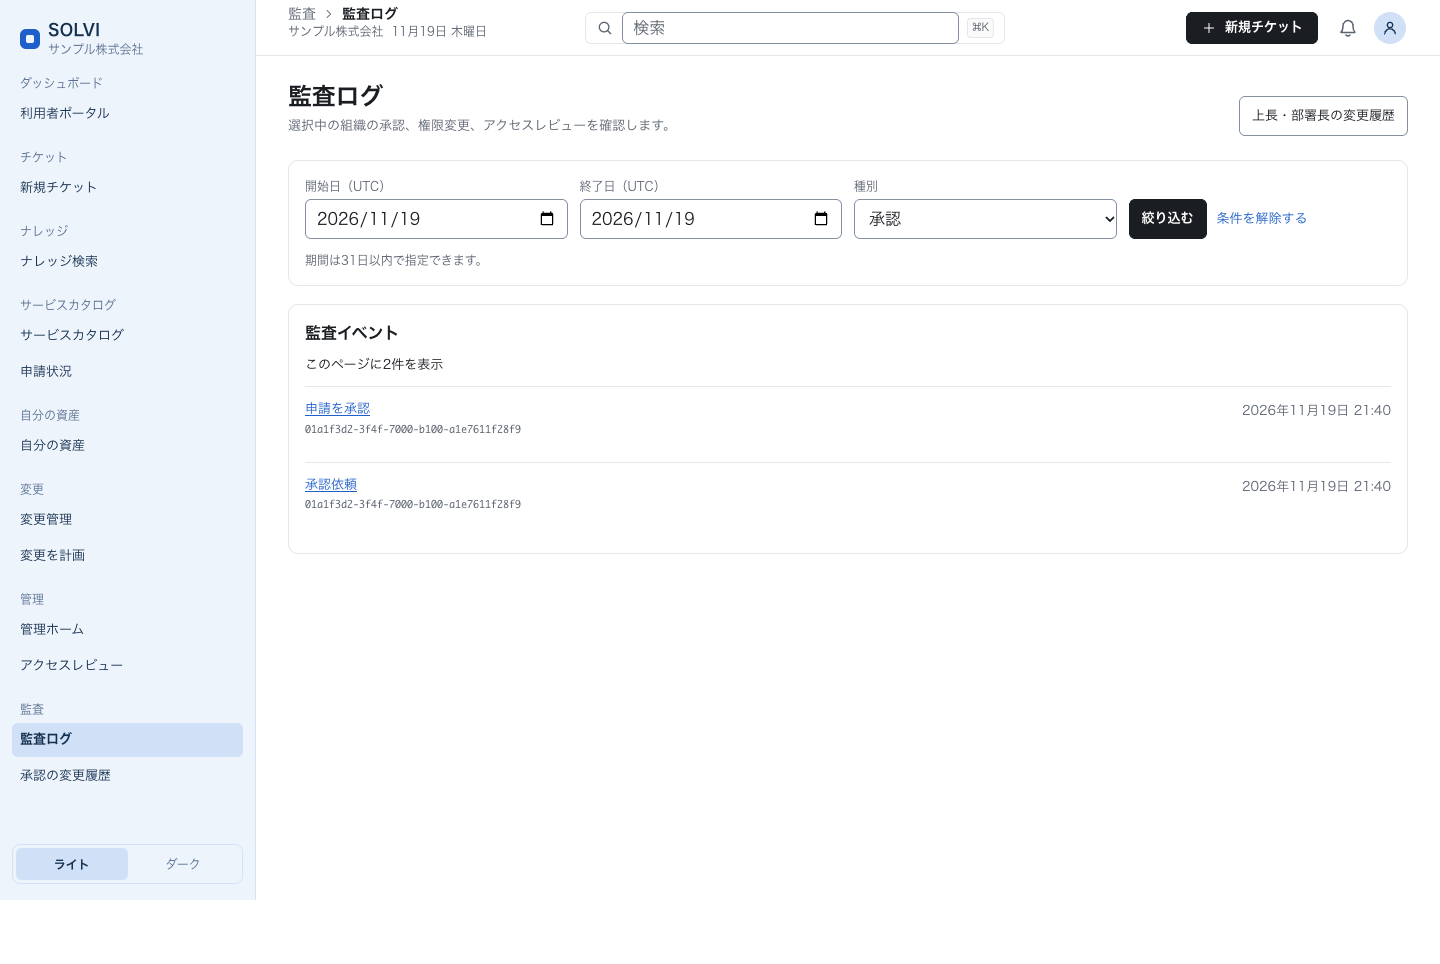 SOLVI
サンプル株式会社
ダッシュボード
利用者ポータル
チケット
新規チケット
ナレッジ
ナレッジ検索
サービスカタログ
サービスカタログ
申請状況
自分の資産
自分の資産
変更
変更管理
変更を計画
管理
管理ホーム
アクセスレビュー
監査
監査ログ
承認の変更履歴
ライト
ダーク
監査 > 監査ログ
サンプル株式会社 11月19日 木曜日
検索
⌘K
+ 新規チケット
監査ログ
選択中の組織の承認、権限変更、アクセスレビューを確認します。
上長・部署長の変更履歴
開始日（UTC）
2026/11/19
終了日（UTC）
2026/11/19
種別
承認
絞り込む
条件を解除する
期間は31日以内で指定できます。
監査イベント
このページに2件を表示
申請を承認
2026年11月19日 21:40
01a1f3d2-3f4f-7000-b100-a1e7611f28f9
承認依頼
2026年11月19日 21:40
01a1f3d2-3f4f-7000-b100-a1e7611f28f9